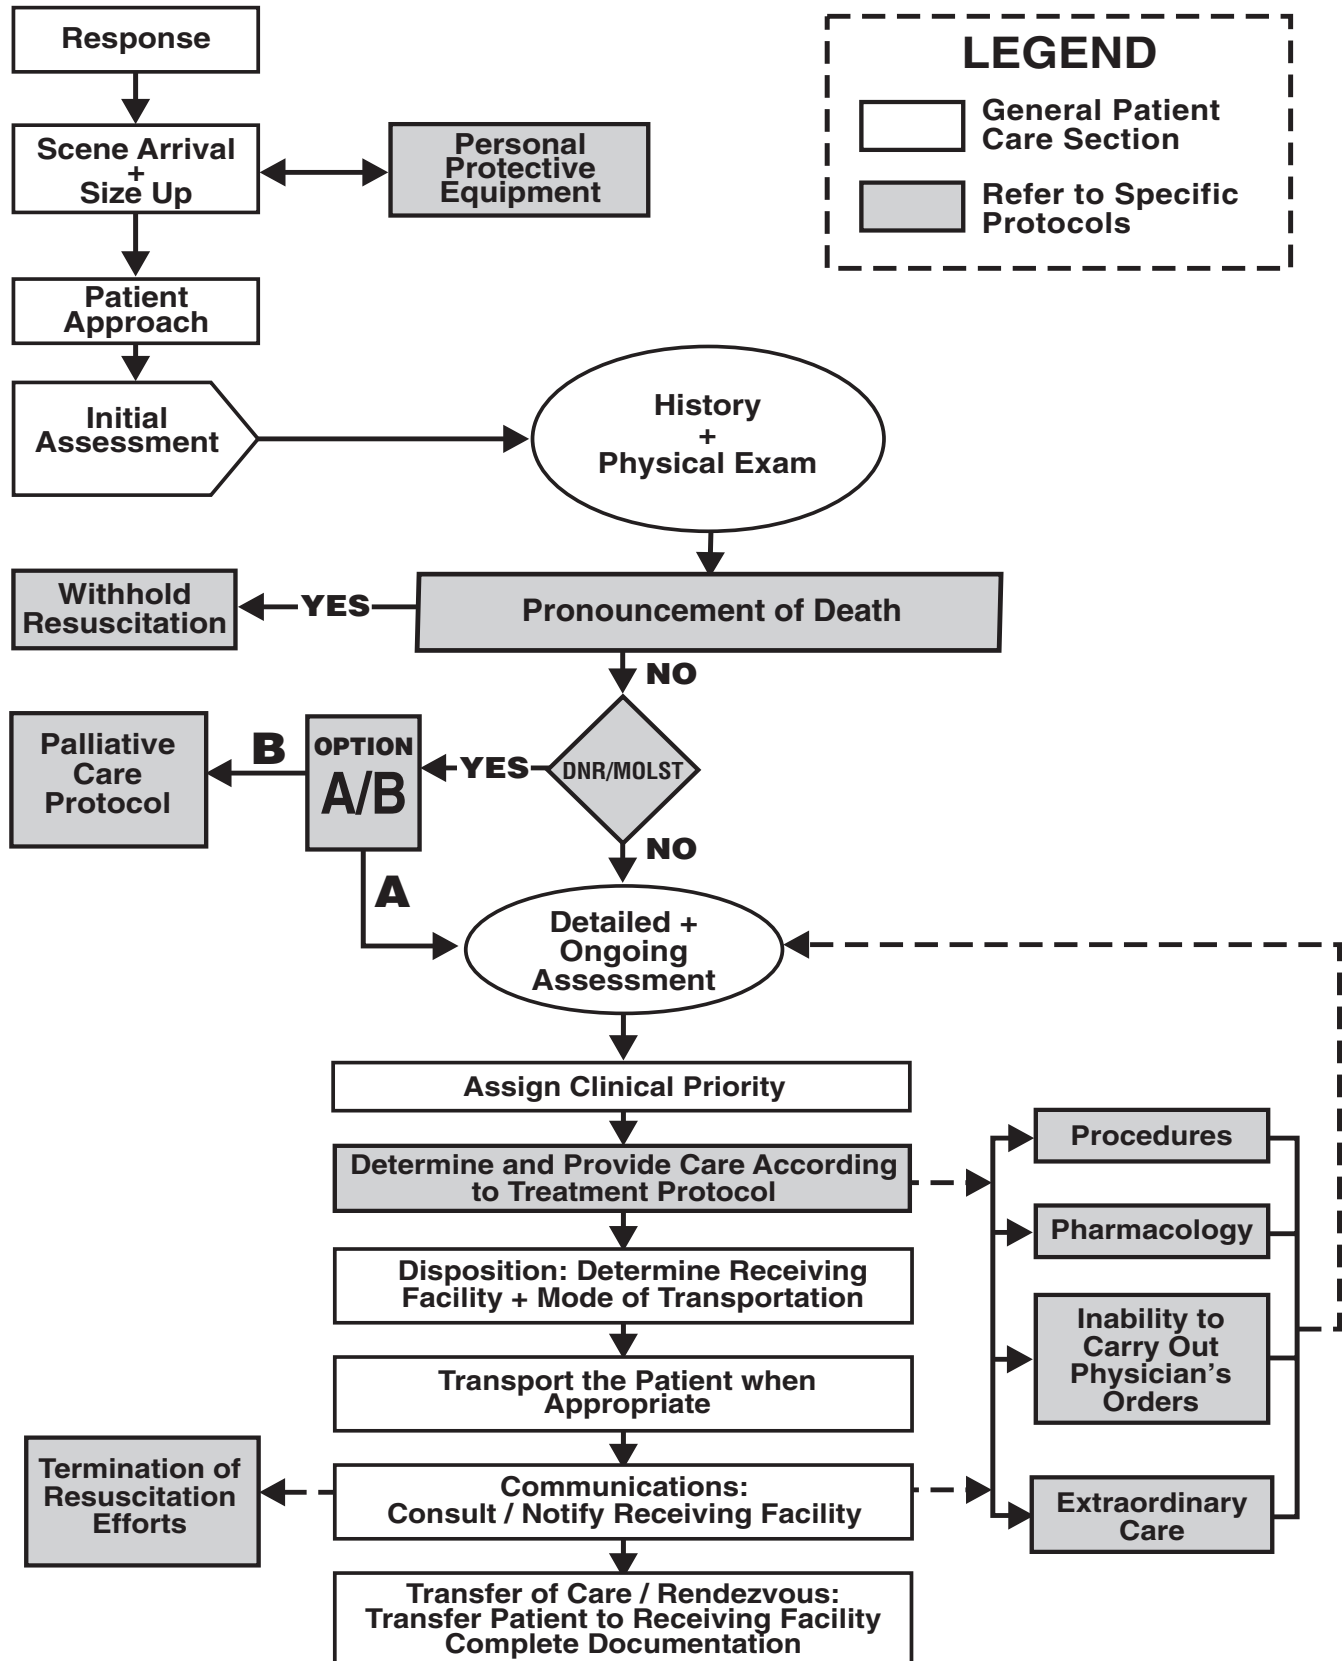 Response
LEGEND
General Patient
Care Section
Refer to Specific
Protocols
Scene Arrival
+
Size Up
Personal
Protective
Equipment
Patient
Approach
Initial
Assessment
History
+
Physical Exam
Withhold
Resuscitation
YES
Pronouncement of Death
NO
Palliative
Care
Protocol
B
OPTION
A/B
YES
DNR/MOLST
NO
A
Detailed +
Ongoing
Assessment
Assign Clinical Priority
Determine and Provide Care According
to Treatment Protocol
Disposition: Determine Receiving
Facility + Mode of Transportation
Transport the Patient when
Appropriate
Communications:
Consult / Notify Receiving Facility
Transfer of Care / Rendezvous:
Transfer Patient to Receiving Facility
Complete Documentation
Termination of
Resuscitation
Efforts
Procedures
Pharmacology
Inability to
Carry Out
Physician's
Orders
Extraordinary
Care